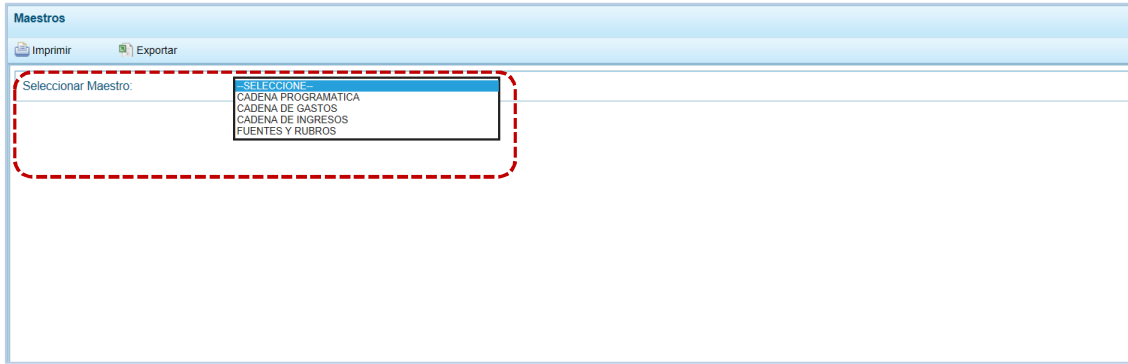 Maestros
Imprimir Exportar
Seleccionar Maestro: --SELECCIONE--
CADENA PROGRAMATICA
CADENA DE GASTOS
CADENA DE INGRESOS
FUENTES Y RUBROS